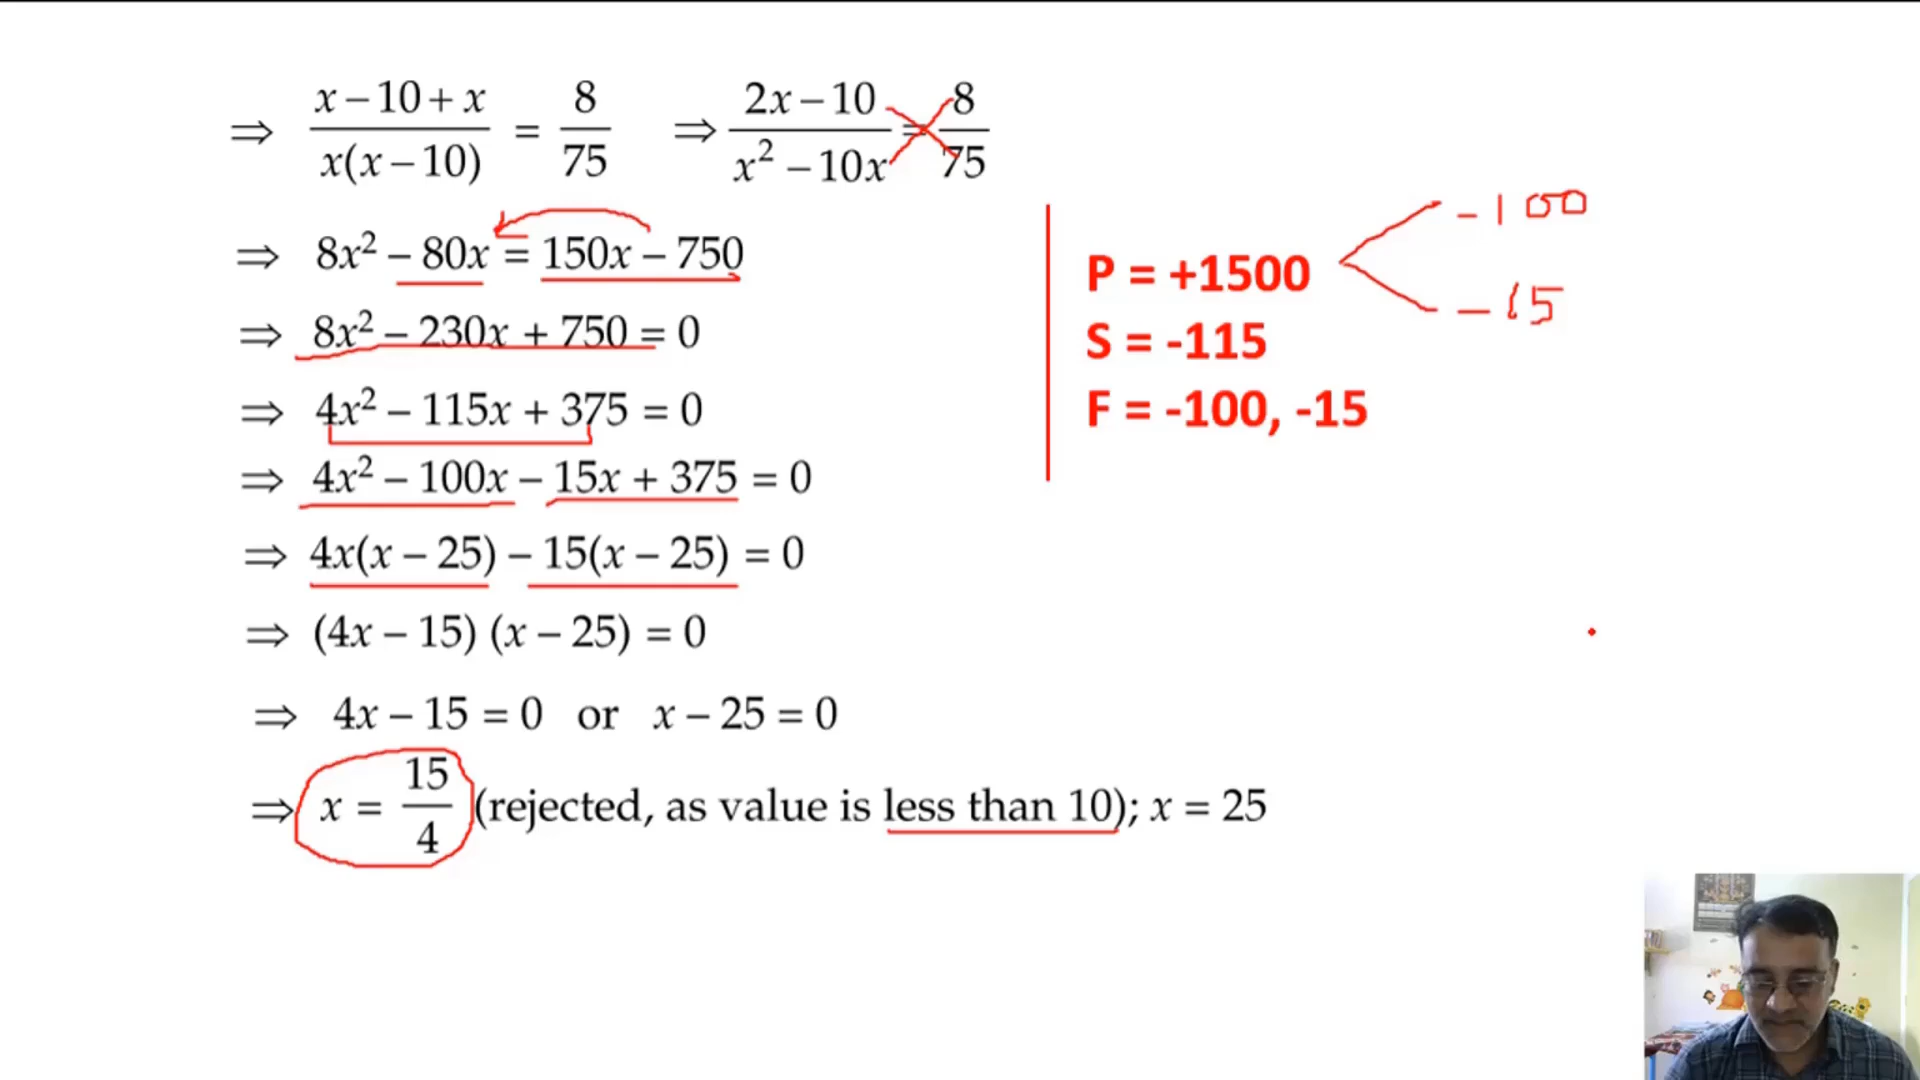 ⇒ x – 10 + x / x(x – 10) = 8/75 ⇒ 2x – 10 / x² – 10x = 8/75
⇒ 8x² – 80x = 150x – 750
⇒ 8x² – 230x + 750 = 0
⇒ 4x² – 115x + 375 = 0
⇒ 4x² – 100x – 15x + 375 = 0
⇒ 4x(x – 25) – 15(x – 25) = 0
⇒ (4x – 15) (x – 25) = 0
⇒ 4x – 15 = 0 or x – 25 = 0
⇒ x = 15/4 (rejected, as value is less than 10); x = 25
P = +1500
-100
-15
S = -115
F = -100, -15